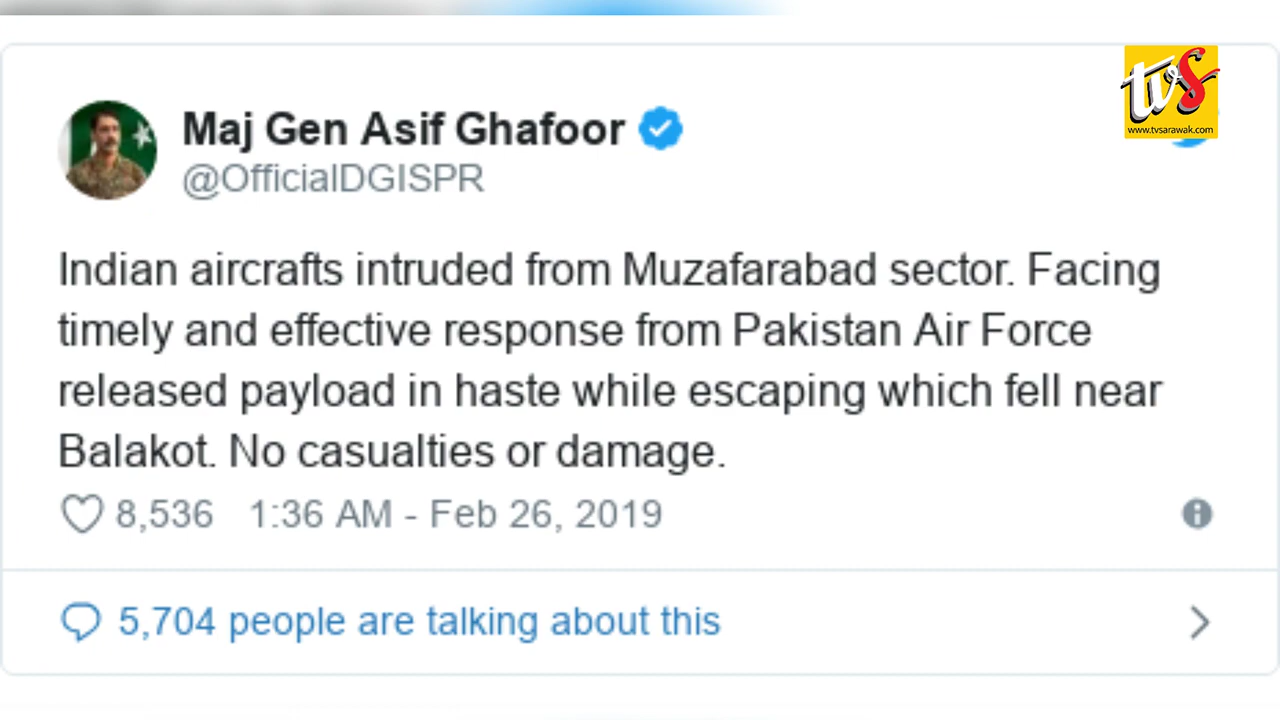 tvs
www.tvsarawak.com
Maj Gen Asif Ghafoor
@OfficialDGISPR
Indian aircrafts intruded from Muzafarabad sector. Facing
timely and effective response from Pakistan Air Force
released payload in haste while escaping which fell near
Balakot. No casualties or damage.
8,536 1:36 AM - Feb 26, 2019
5,704 people are talking about this